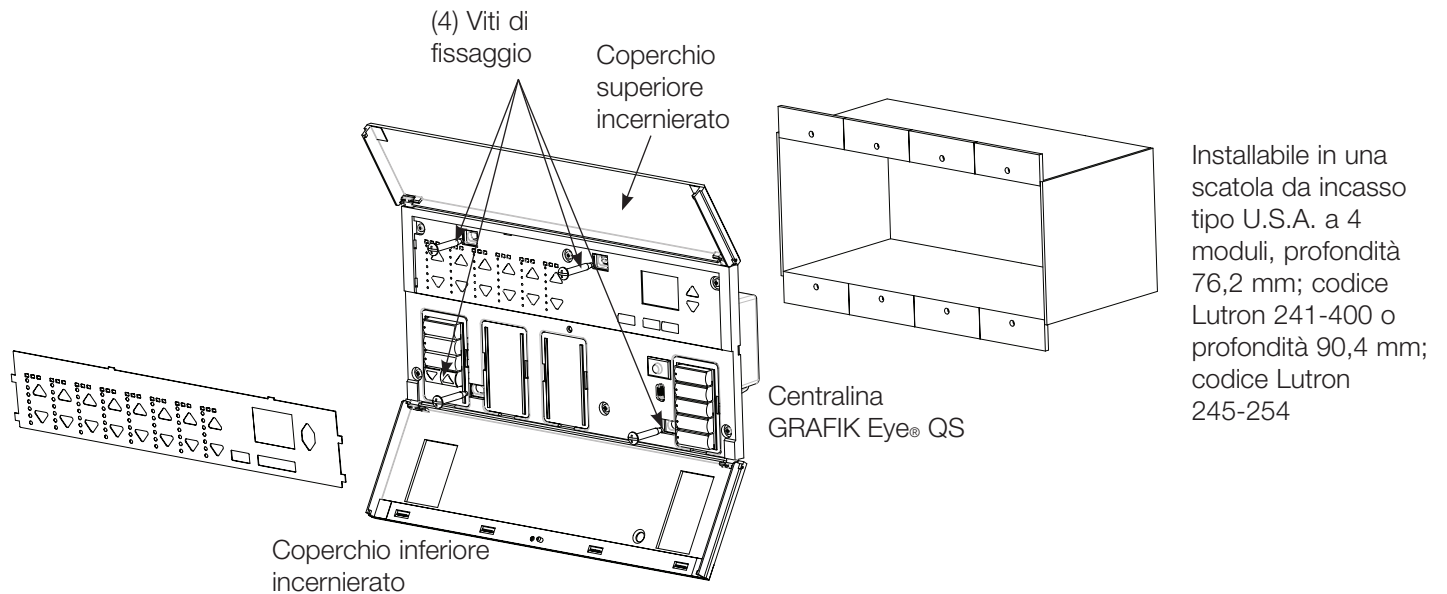 (4) Viti di
fissaggio
Coperchio
superiore
incernierato
Installabile in una
scatola da incasso
tipo U.S.A. a 4
moduli, profondità
76,2 mm; codice
Lutron 241-400 o
profondità 90,4 mm;
codice Lutron
245-254
Centralina
GRAFIK Eye® QS
Coperchio inferiore
incernierato